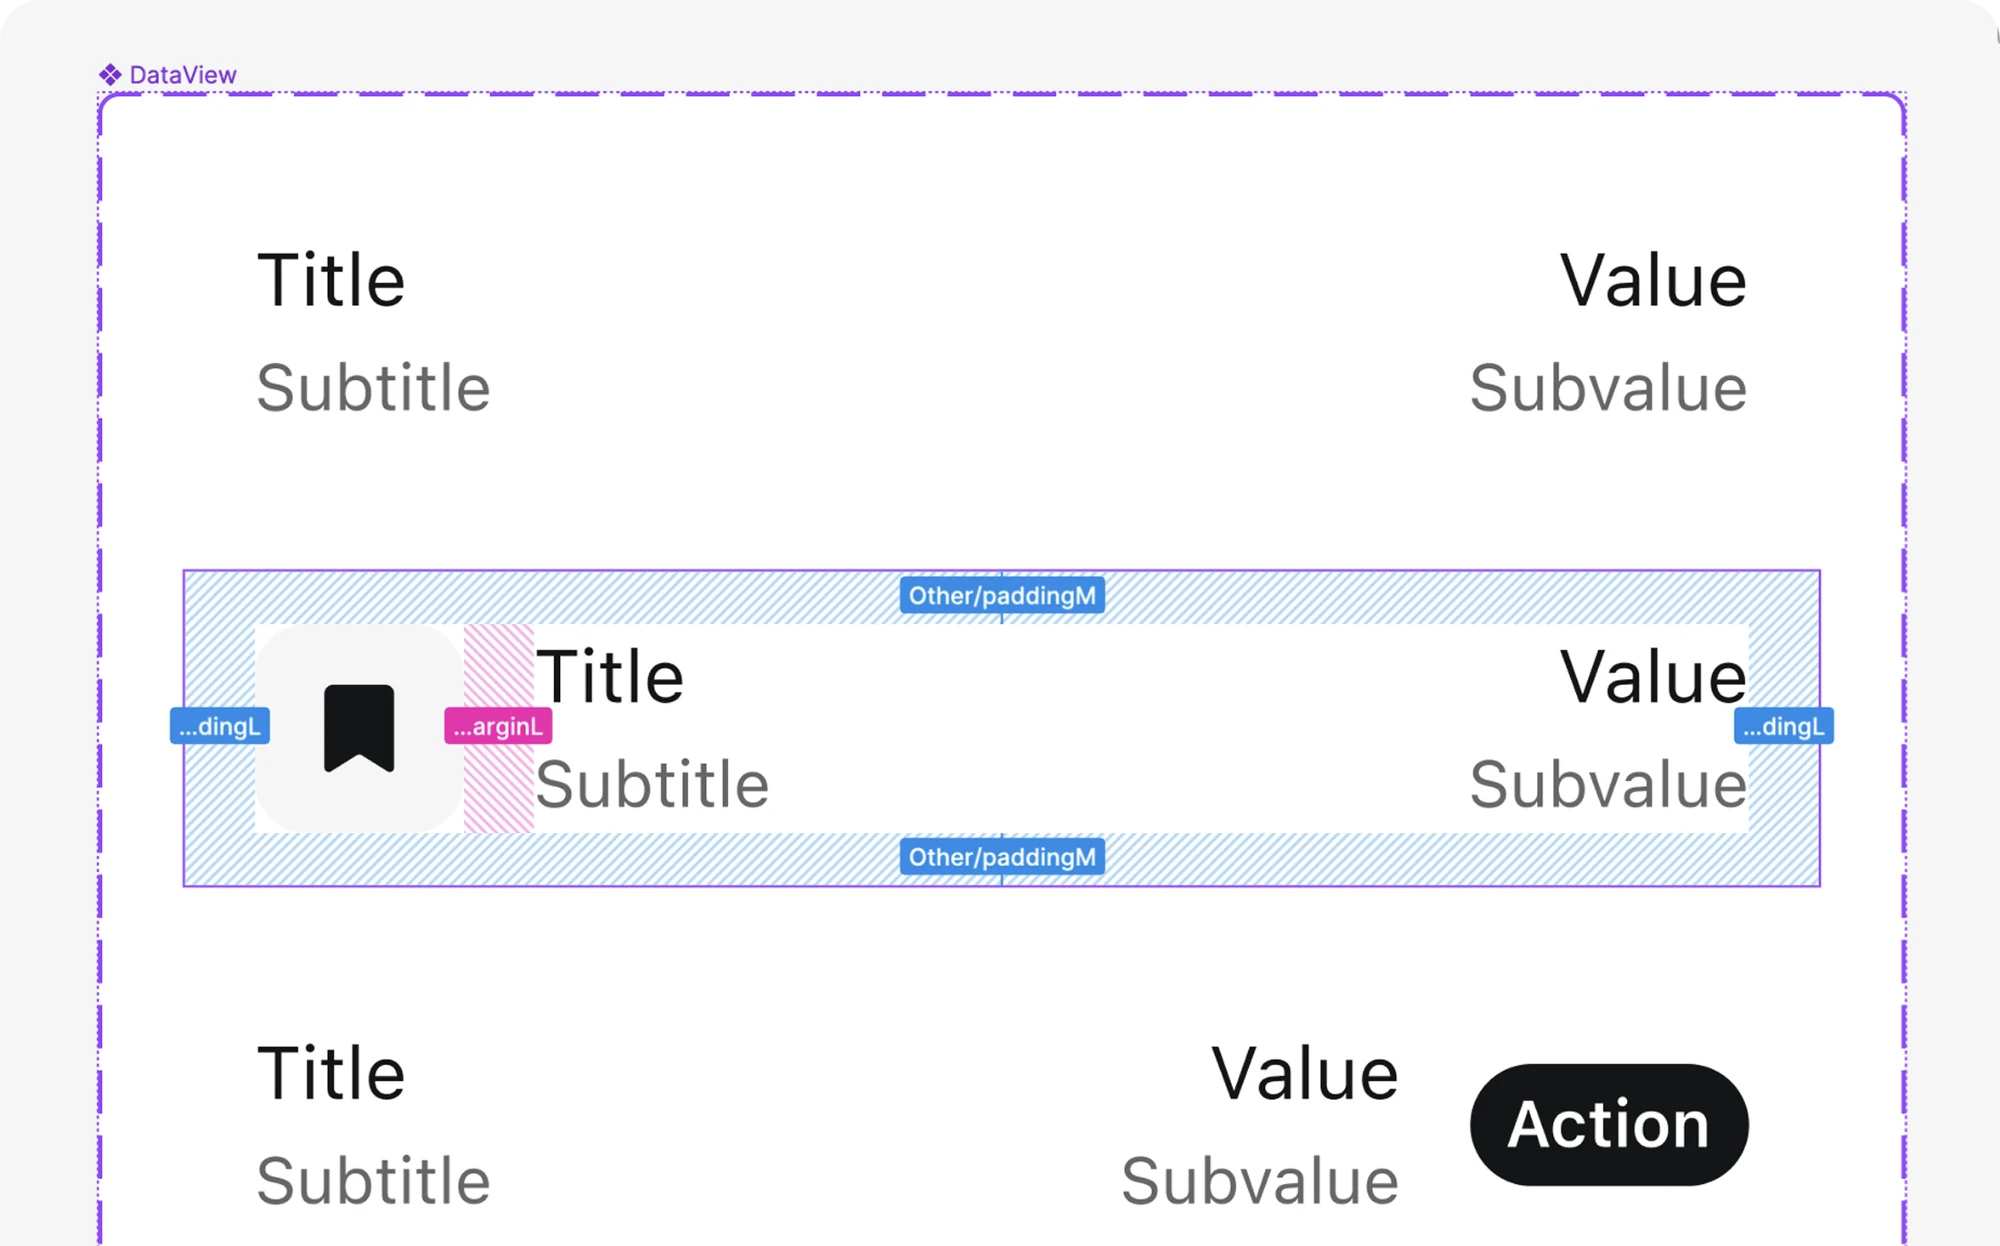 DataView
Title Value
Subtitle Subvalue
Other/paddingM
Title Value
...dingL ...arginL ...dingL
Subtitle Subvalue
Other/paddingM
Title Value
Action
Subtitle Subvalue